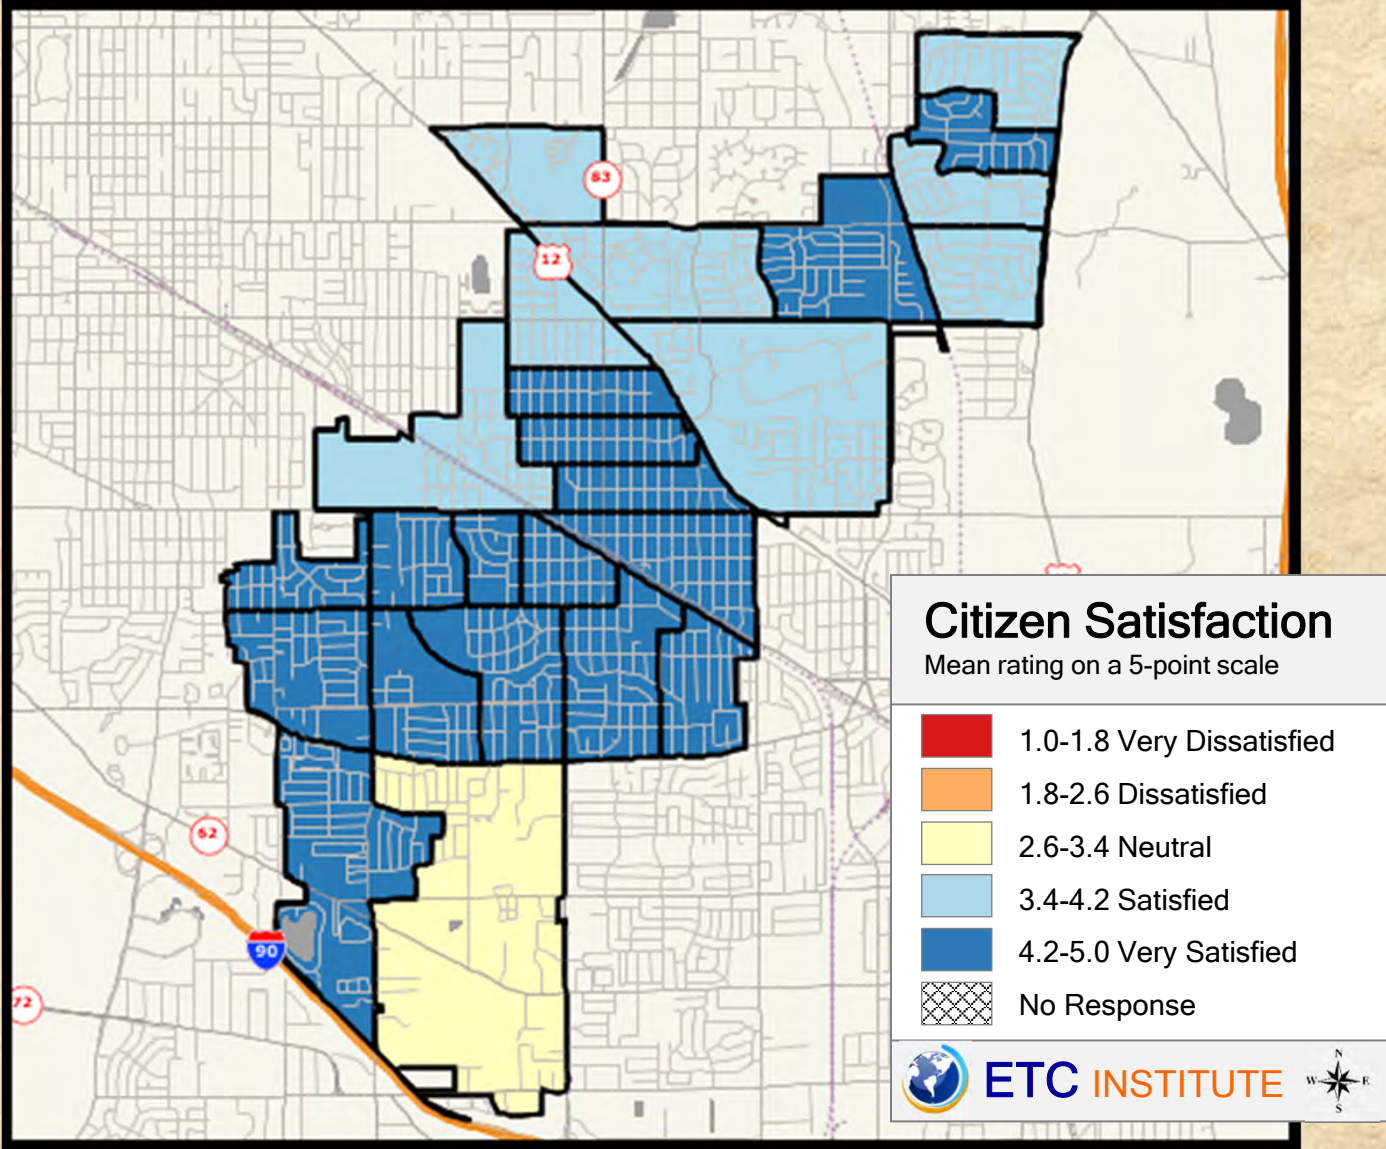 83
12
62
90
72
Citizen Satisfaction
Mean rating on a 5-point scale
1.0-1.8 Very Dissatisfied
1.8-2.6 Dissatisfied
2.6-3.4 Neutral
3.4-4.2 Satisfied
4.2-5.0 Very Satisfied
No Response
ETC INSTITUTE
N
W E
S